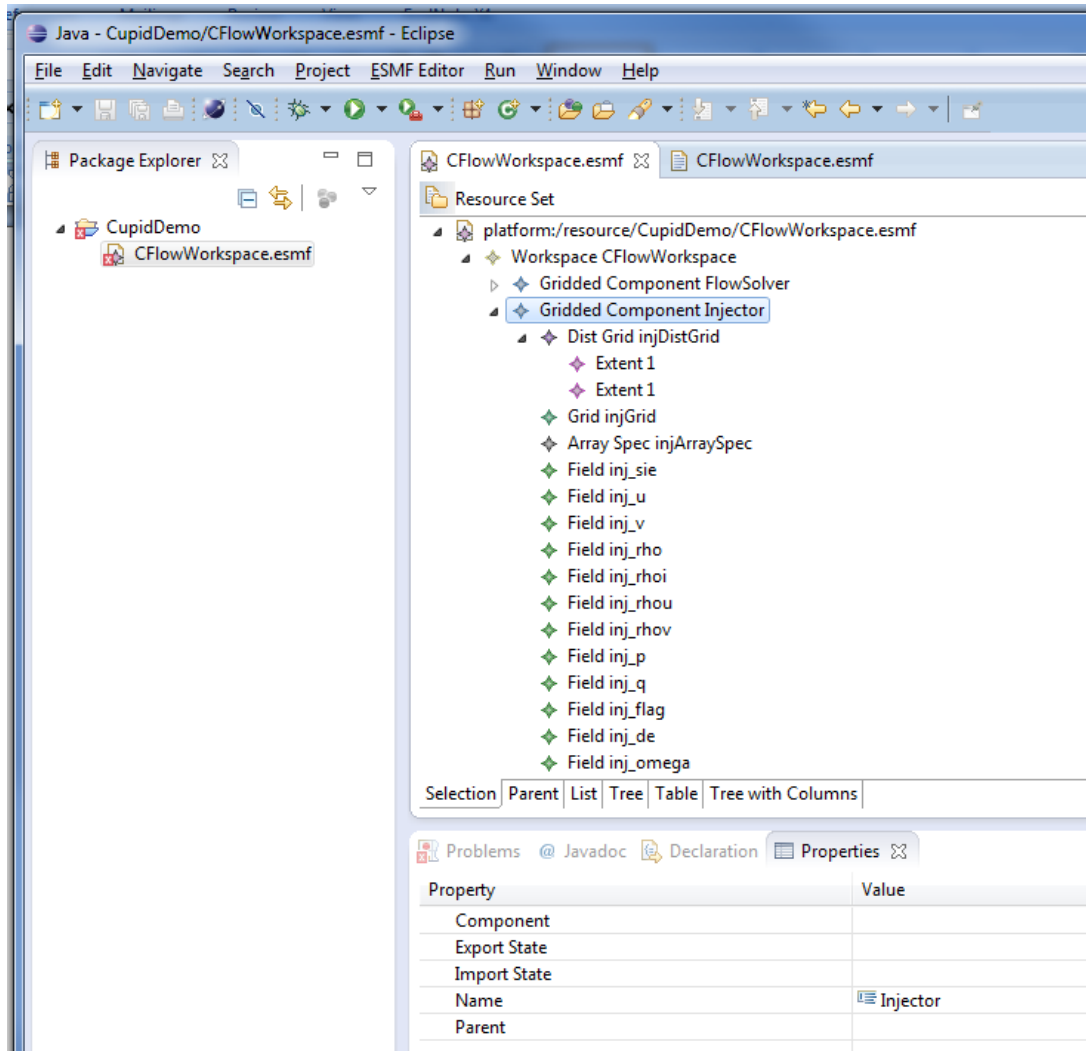 Java - CupidDemo/CFlowWorkspace.esmf - Eclipse
File Edit Navigate Search Project ESMF Editor Run Window Help
Package Explorer
CupidDemo
CFlowWorkspace.esmf
CFlowWorkspace.esmf CFlowWorkspace.esmf
Resource Set
platform:/resource/CupidDemo/CFlowWorkspace.esmf
Workspace CFlowWorkspace
Gridded Component FlowSolver
Gridded Component Injector
Dist Grid injDistGrid
Extent 1
Extent 1
Grid injGrid
Array Spec injArraySpec
Field inj_sie
Field inj_u
Field inj_v
Field inj_rho
Field inj_rhoi
Field inj_rhou
Field inj_rhov
Field inj_p
Field inj_q
Field inj_flag
Field inj_de
Field inj_omega
Selection Parent List Tree Table Tree with Columns
Problems @ Javadoc Declaration Properties
Property Value
Component
Export State
Import State
Name Injector
Parent